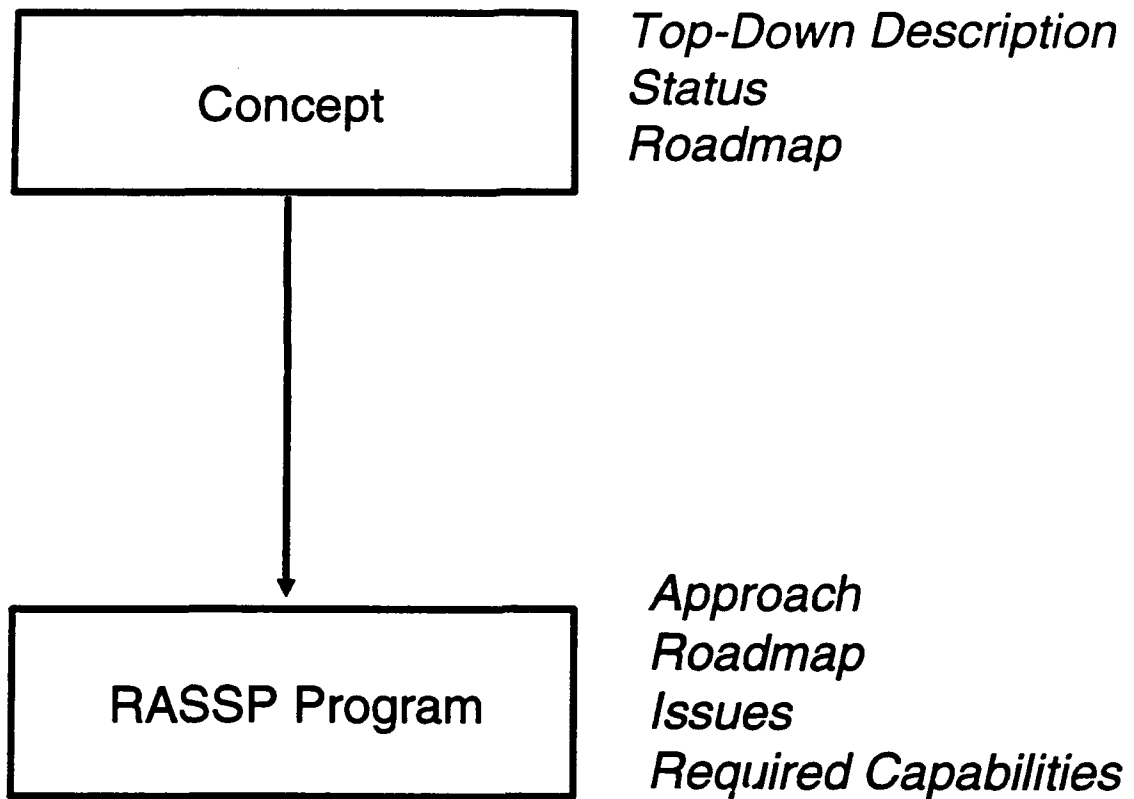 Concept
Top-Down Description
Status
Roadmap
RASSP Program
Approach
Roadmap
Issues
Required Capabilities